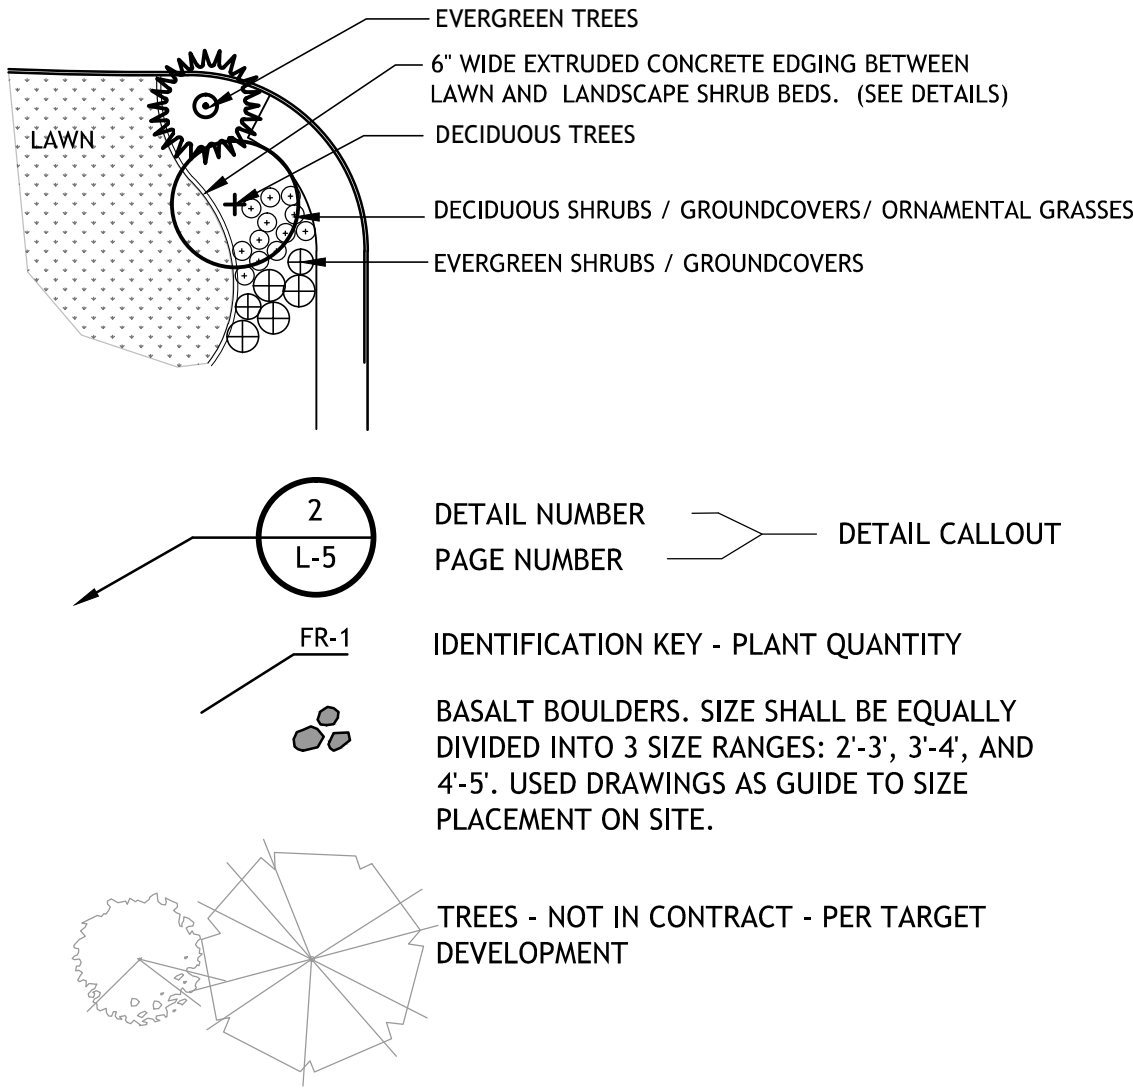 EVERGREEN TREES
6" WIDE EXTRUDED CONCRETE EDGING BETWEEN
LAWN AND LANDSCAPE SHRUB BEDS. (SEE DETAILS)
LAWN
DECIDUOUS TREES
DECIDUOUS SHRUBS / GROUNDCOVERS/ ORNAMENTAL GRASSES
EVERGREEN SHRUBS / GROUNDCOVERS
2
L-5
DETAIL NUMBER
PAGE NUMBER
DETAIL CALLOUT
FR-1
IDENTIFICATION KEY - PLANT QUANTITY
BASALT BOULDERS. SIZE SHALL BE EQUALLY
DIVIDED INTO 3 SIZE RANGES: 2'-3', 3'-4', AND
4'-5'. USED DRAWINGS AS GUIDE TO SIZE
PLACEMENT ON SITE.
TREES - NOT IN CONTRACT - PER TARGET
DEVELOPMENT